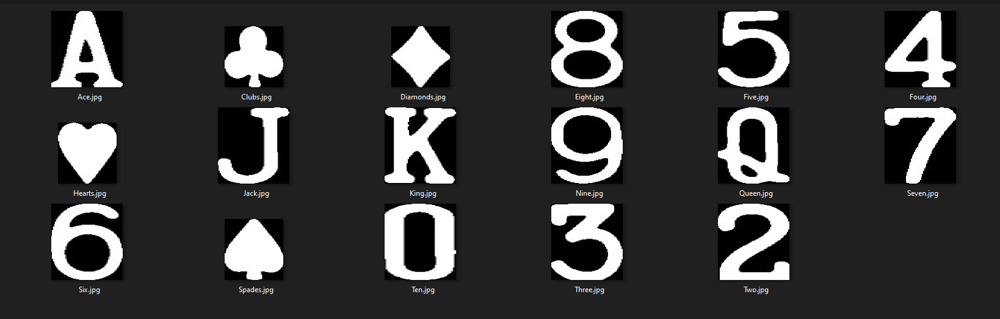 A 8 5 4
Ace.jpg Clubs.jpg Diamonds.jpg Eight.jpg Five.jpg Four.jpg
J K 9 Q 7
Hearts.jpg Jack.jpg King.jpg Nine.jpg Queen.jpg Seven.jpg
6 0 3 2
Six.jpg Spades.jpg Ten.jpg Three.jpg Two.jpg